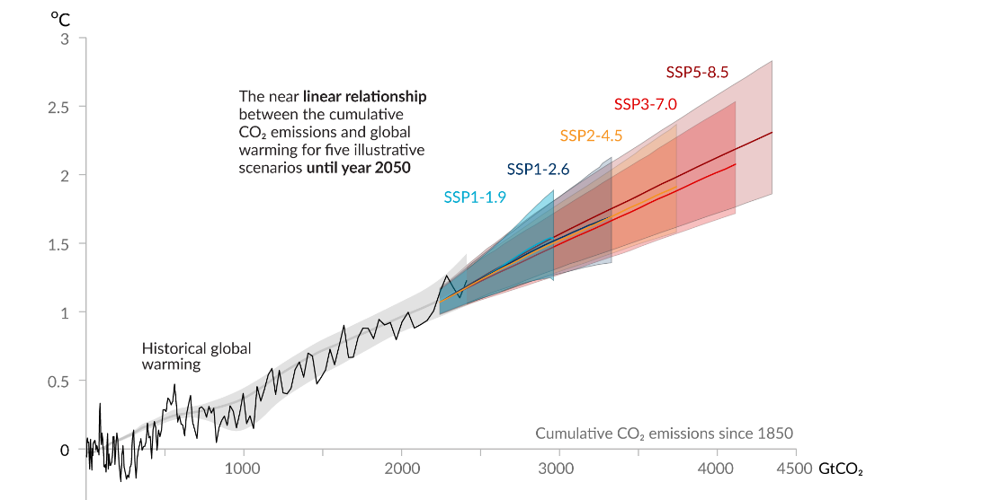 ºC
3
SSP5-8.5
2.5
SSP3-7.0
The near linear relationship
between the cumulative
CO₂ emissions and global
warming for five illustrative
scenarios until year 2050
SSP2-4.5
2
SSP1-2.6
SSP1-1.9
1.5
1
Historical global
warming
0.5
Cumulative CO₂ emissions since 1850
0
1000 2000 3000 4000 4500 GtCO₂